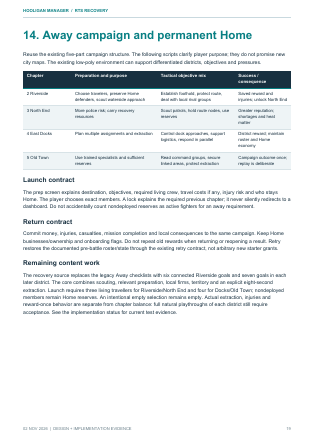 HOOLIGAN MANAGER / RTS RECOVERY
14. Away campaign and permanent Home
Reuse the existing five-part campaign structure. The following scripts clarify player purpose; they do not promise new
city maps. The existing low-poly environment can support differentiated districts, objectives and pressures.
Chapter Preparation and purpose Tactical objective mix Success / consequence
2 Riverside Choose travelers, preserve Home defenders, scout waterside approach Establish foothold, protect route, deal with local mini groups Saved reward and injuries; unlock North End
3 North End More police risk; carry recovery resources. Scout pickets, hold route nodes, use reserves Greater reputation; shortages and heat matter
4 East Docks Plan multiple assignments and extraction Control dock approaches, support logistics, respond in parallel District reward; maintain roster and Home economy
5 Old Town Use trained specialists and sufficient reserves Read command groups, secure linked areas, protect extraction Campaign outcome once; replay is deliberate
Launch contract
The prep screen explains destination, objectives, required living crew, travel costs if any, injury risk and who stays
Home. The player chooses exact members. A lock explains the required previous chapter; it never silently redirects to a
dashboard. Do not accidentally count nondeployed reserves as active fighters for an away requirement.
Return contract
Commit money, injuries, casualties, mission completion and local consequences to the same campaign. Keep Home
businesses/ownership and onboarding flags. Do not repeat old rewards when returning or reopening a result. Retry
restores the documented pre-battle roster/state through the existing retry contract, not arbitrary new starter grants.
Remaining content work
The recovery source replaces the legacy Away checklists with six connected Riverside goals and seven goals in each
later district. The core combines scouting, relevant preparation, local firms, territory and an explicit eight-second
extraction. Launch requires three living travellers for Riverside/North End and four for Docks/Old Town; nondeployed
members remain Home reserves. An intentional empty selection remains empty. Actual extraction, injuries and
reward-once behavior are separate from chapter balance: full natural playthroughs of each district still require
acceptance. See the implementation status for current test evidence.
02 NOV 2026 | DESIGN + IMPLEMENTATION EVIDENCE